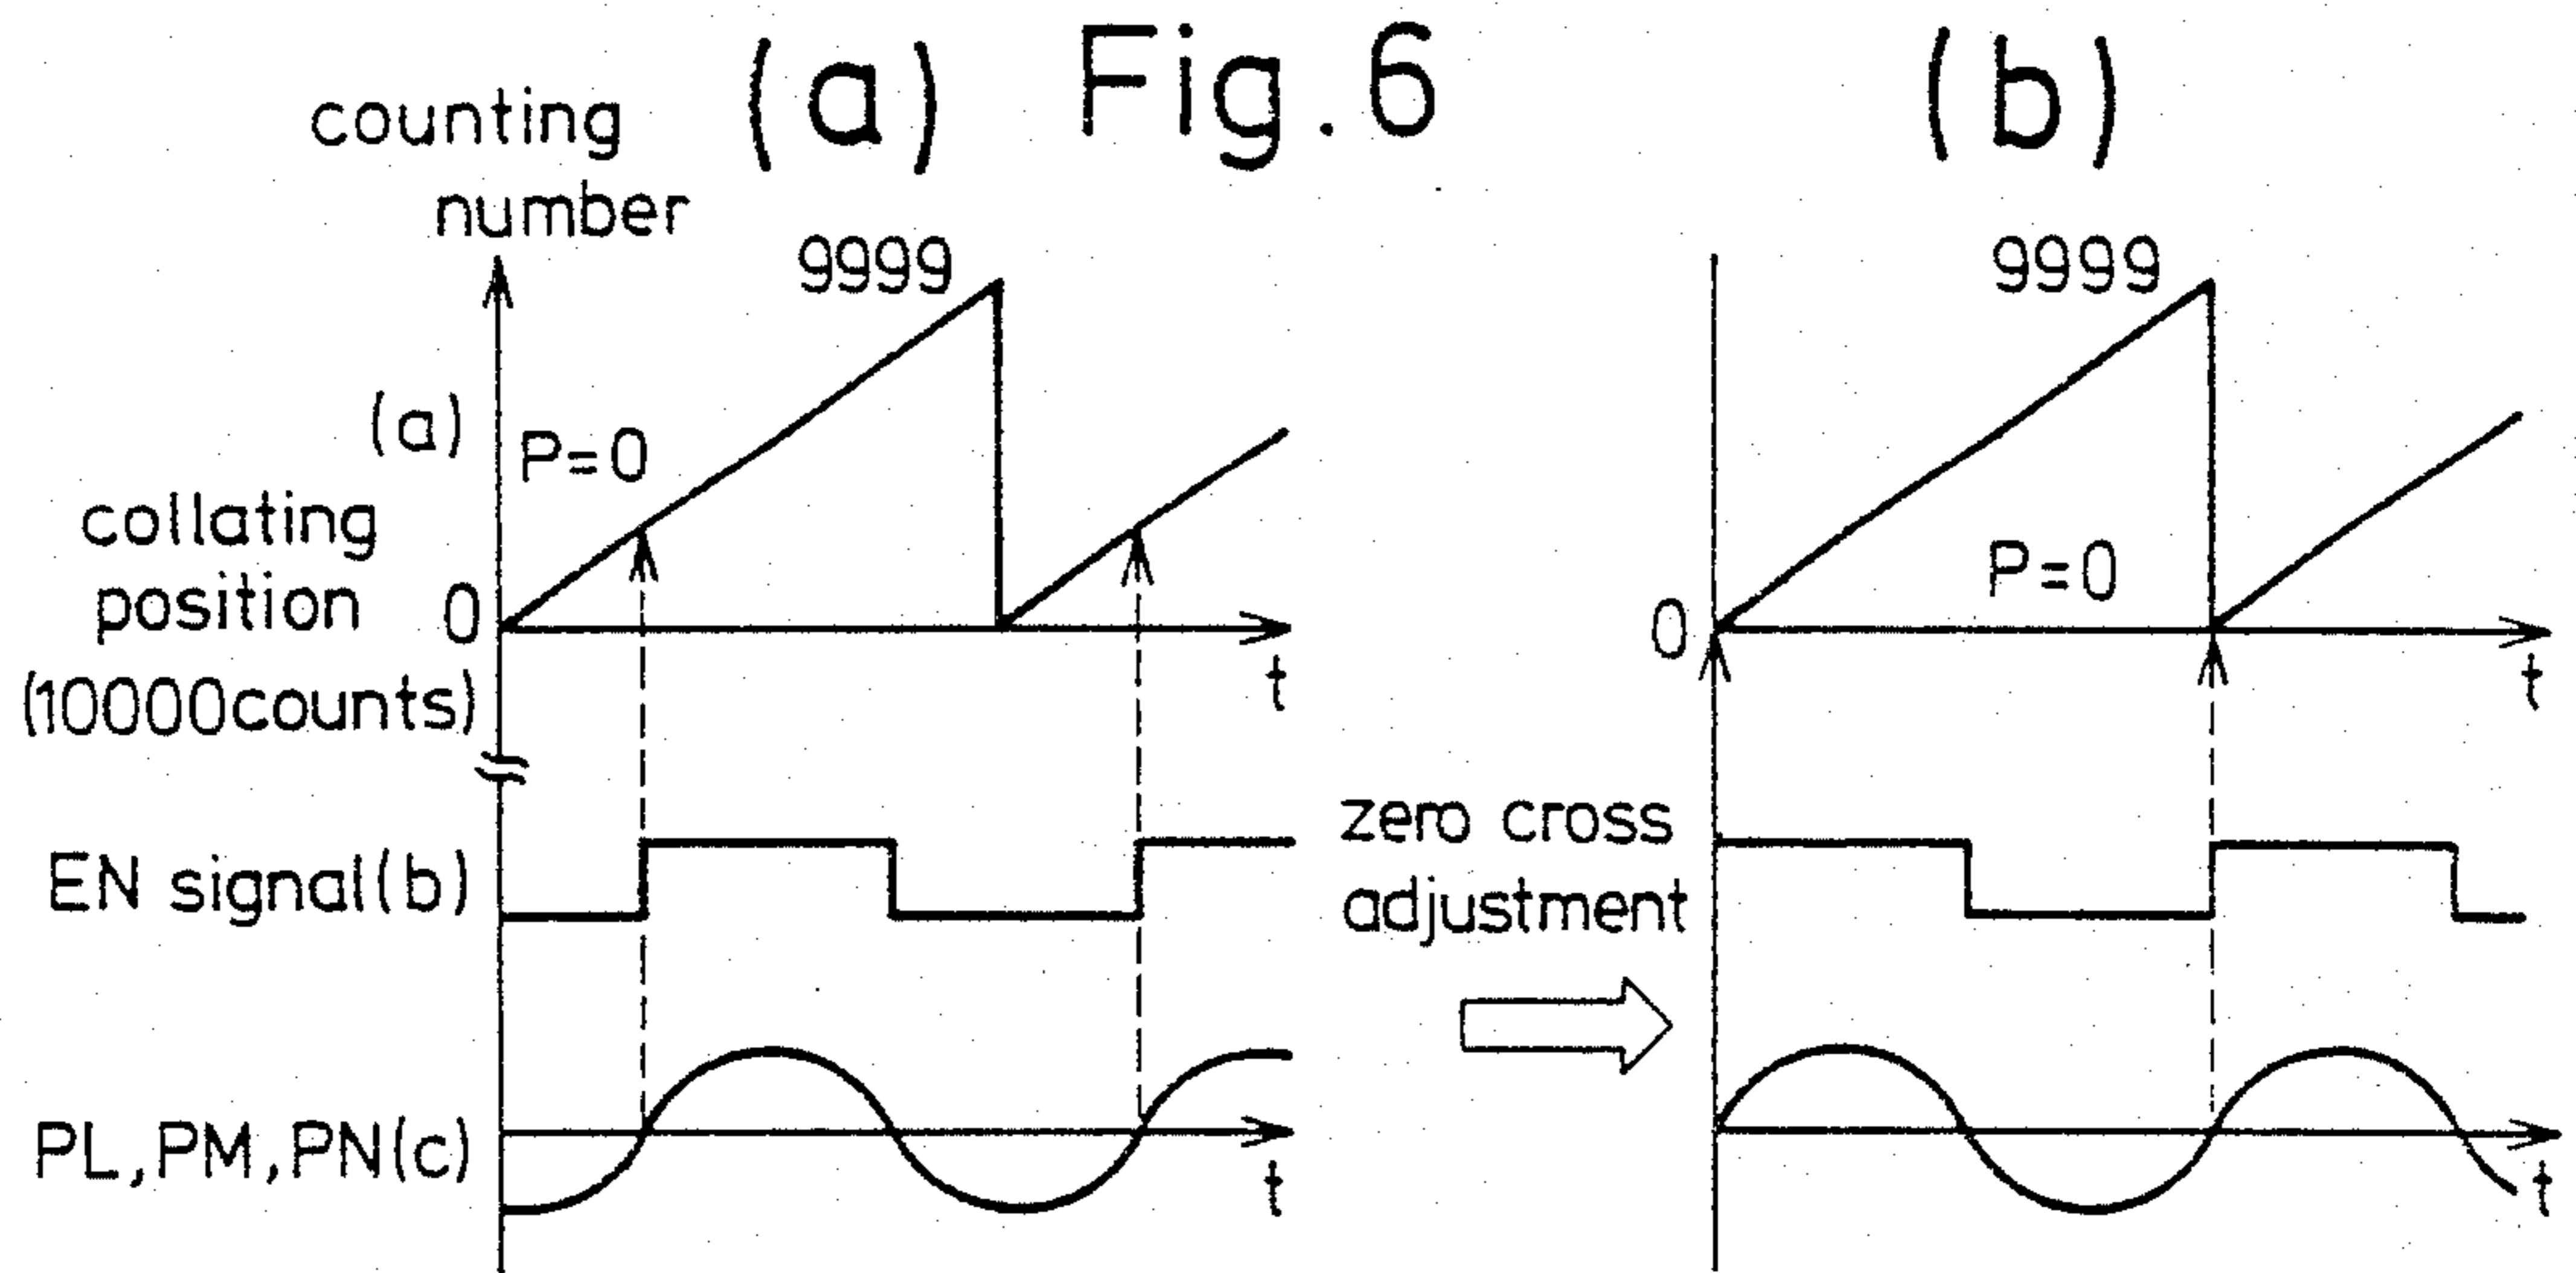 (a) Fig.6 (b)
counting
number
9999
(a)
P=0
collating
position
(10000counts)
0
t
EN signal(b)
PL,PM,PN(c)
t
zero cross
adjustment
9999
P=0
0
t
t